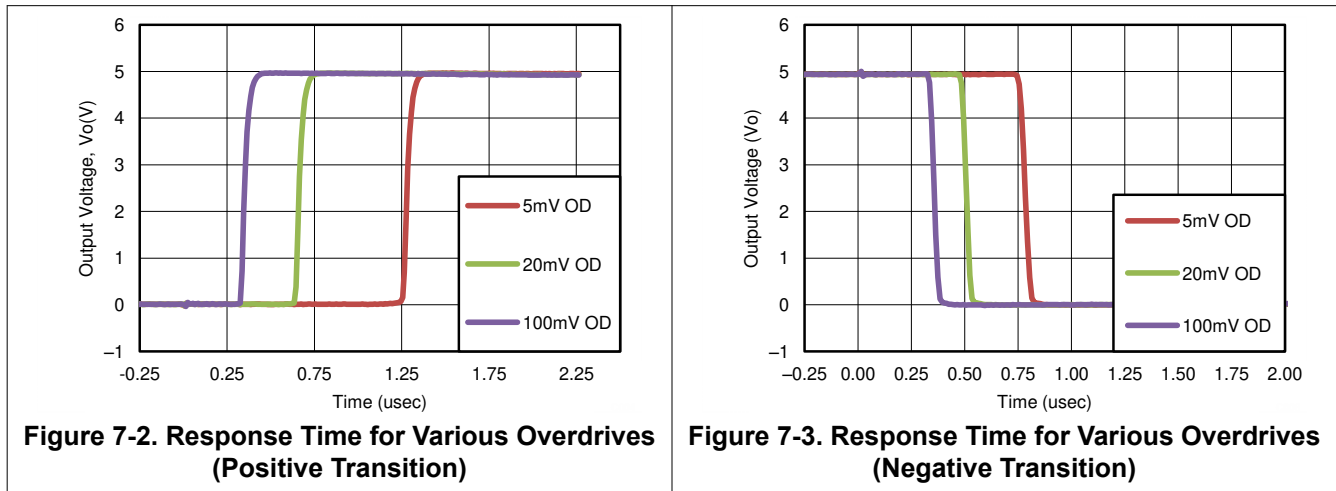 6
5
4
3
2
1
0
–1
Output Voltage, Vo(V)
-0.25 0.25 0.75 1.25 1.75 2.25
Time (usec)
5mV OD
20mV OD
100mV OD
Figure 7-2. Response Time for Various Overdrives
(Positive Transition)
6
5
4
3
2
1
0
–1
Output Voltage (Vo)
–0.25 0.00 0.25 0.50 0.75 1.00 1.25 1.50 1.75 2.00
Time (usec)
5mV OD
20mV OD
100mV OD
Figure 7-3. Response Time for Various Overdrives
(Negative Transition)